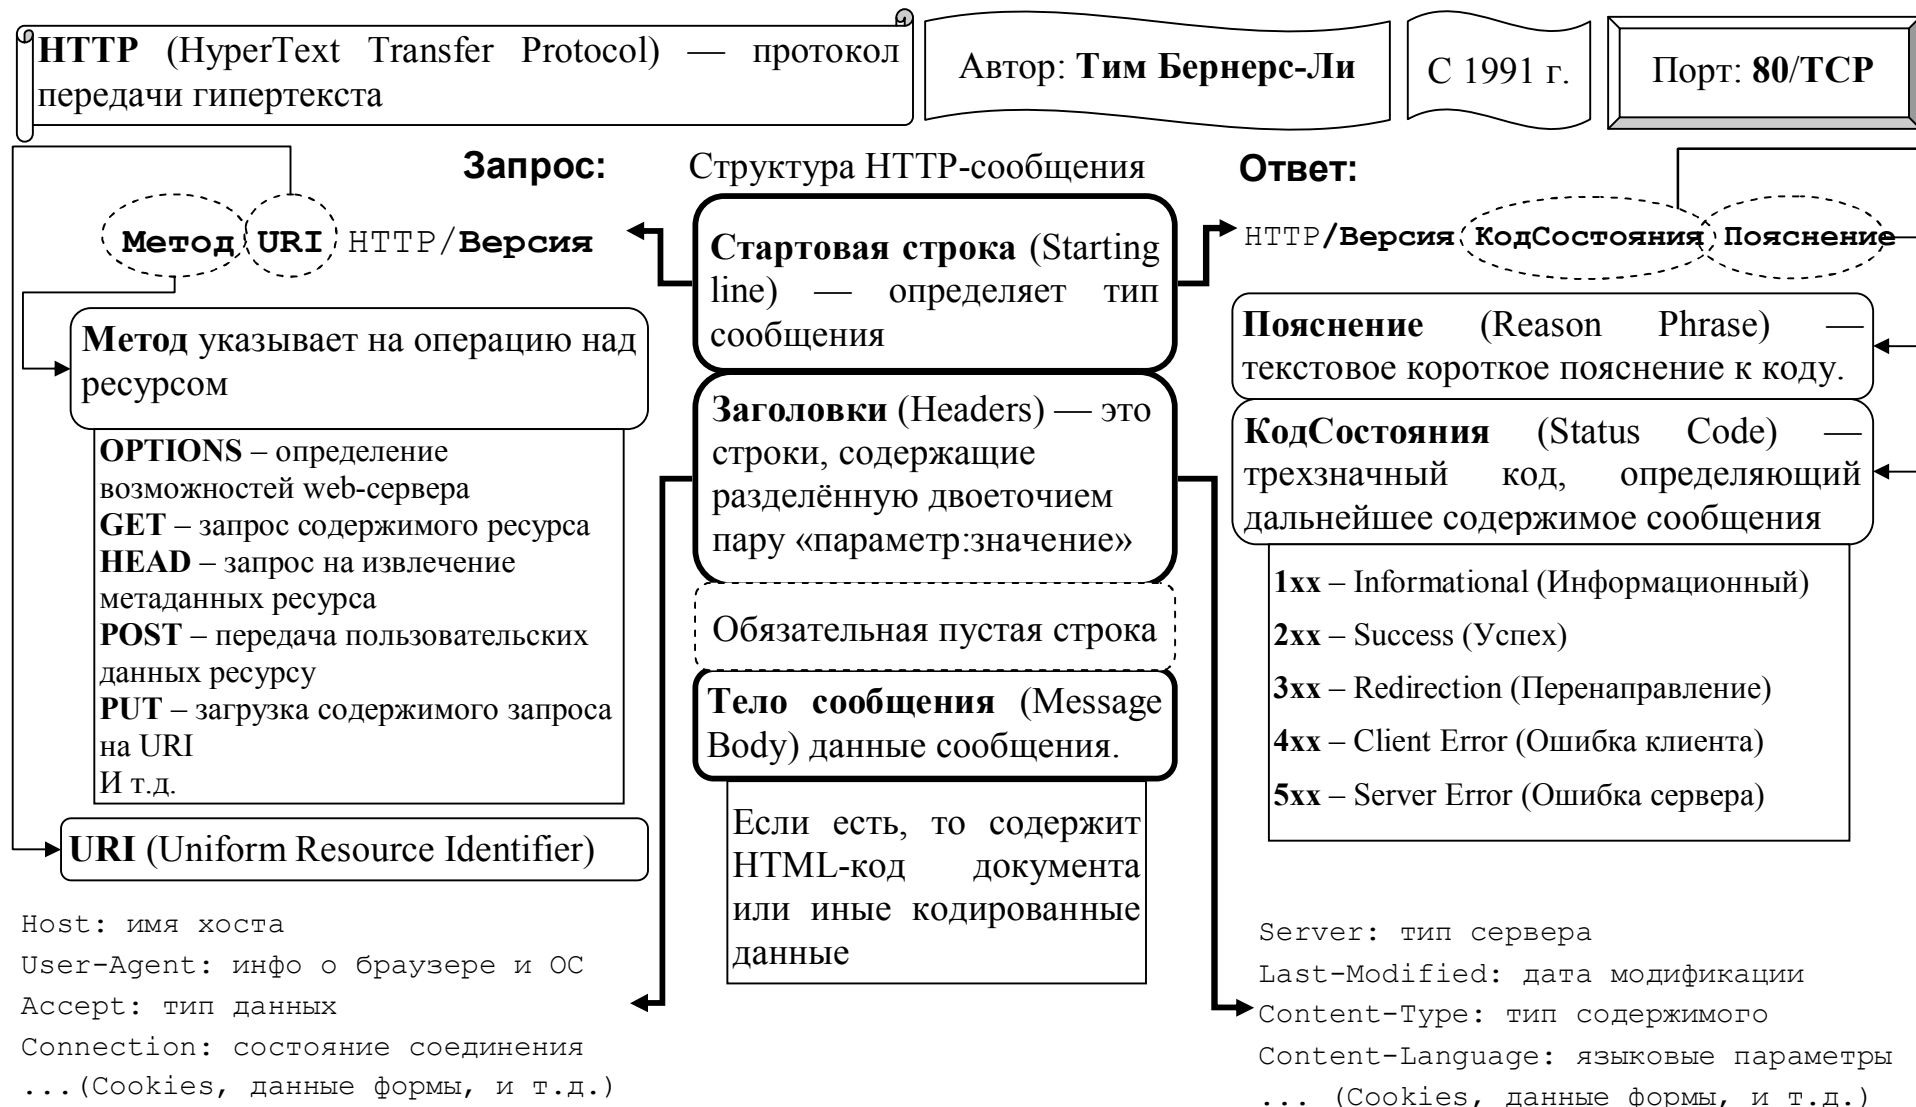 HTTP (HyperText Transfer Protocol) — протокол
передачи гипертекста
Автор: Тим Бернерс-Ли
С 1991 г.
Порт: 80/TCP
Запрос:
Структура HTTP-сообщения
Ответ:
Метод URI HTTP/Версия
Стартовая строка (Starting
line) — определяет тип
сообщения
HTTP/Версия КодСостояния Пояснение
Метод указывает на операцию над
ресурсом
OPTIONS – определение
возможностей web-сервера
GET – запрос содержимого ресурса
HEAD – запрос на извлечение
метаданных ресурса
POST – передача пользовательских
данных ресурсу
PUT – загрузка содержимого запроса
на URI
И т.д.
URI (Uniform Resource Identifier)
Host: имя хоста
User-Agent: инфо о браузере и ОС
Accept: тип данных
Connection: состояние соединения
...(Cookies, данные формы, и т.д.)
Заголовки (Headers) — это
строки, содержащие
разделённую двоеточием
пару «параметр:значение»
Обязательная пустая строка
Тело сообщения (Message
Body) данные сообщения.
Если есть, то содержит
HTML-код документа
или иные кодированные
данные
Пояснение (Reason Phrase) —
текстовое короткое пояснение к коду.
КодСостояния (Status Code) —
трехзначный код, определяющий
дальнейшее содержимое сообщения
1xx – Informational (Информационный)
2xx – Success (Успех)
3xx – Redirection (Перенаправление)
4xx – Client Error (Ошибка клиента)
5xx – Server Error (Ошибка сервера)
Server: тип сервера
Last-Modified: дата модификации
Content-Type: тип содержимого
Content-Language: языковые параметры
... (Cookies, данные формы, и т.д.)